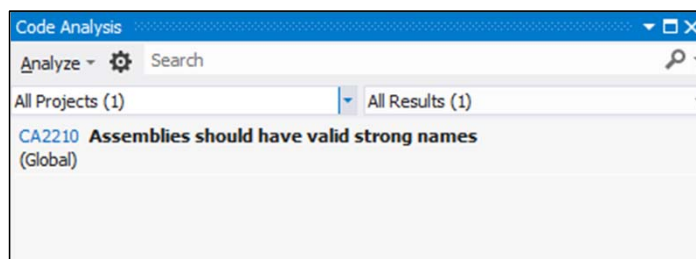 Code Analysis
Analyze Search
All Projects (1) All Results (1)
CA2210 Assemblies should have valid strong names
(Global)